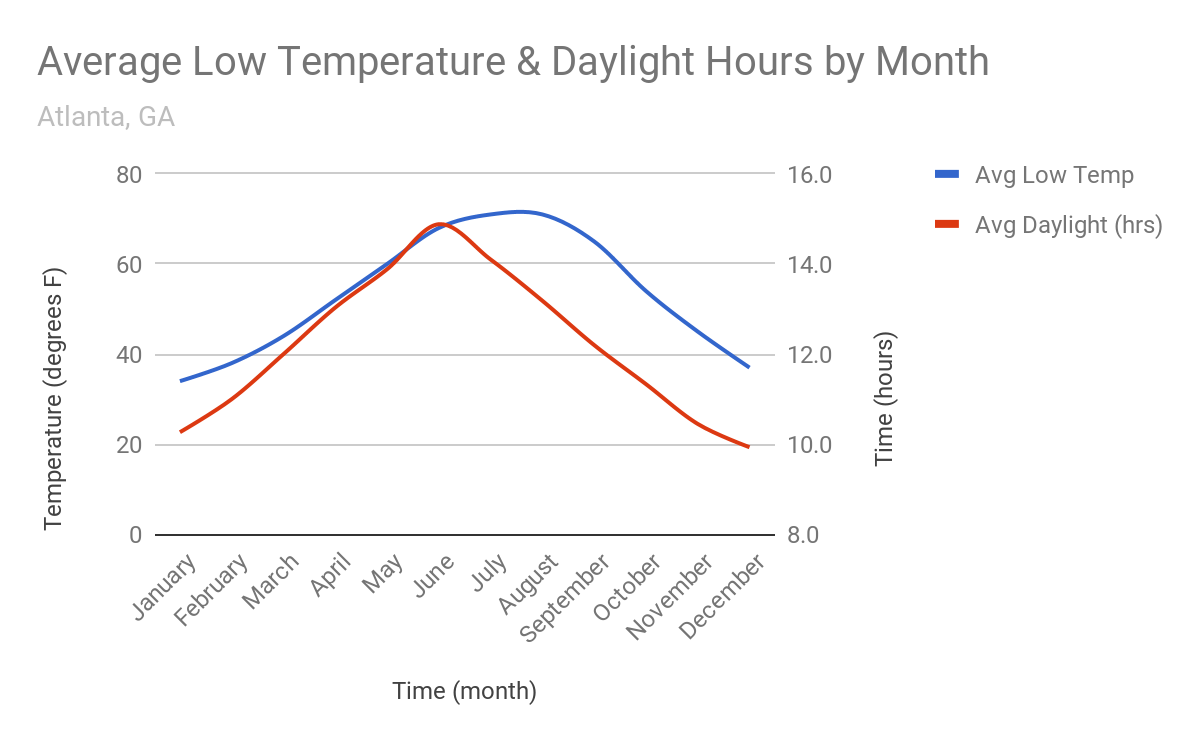 Average Low Temperature & Daylight Hours by Month
Atlanta, GA
80
60
40
20
0
Temperature (degrees F)
16.0
14.0
12.0
10.0
8.0
Time (hours)
Avg Low Temp
Avg Daylight (hrs)
January
February
March
April
May
June
July
August
September
October
November
December
Time (month)